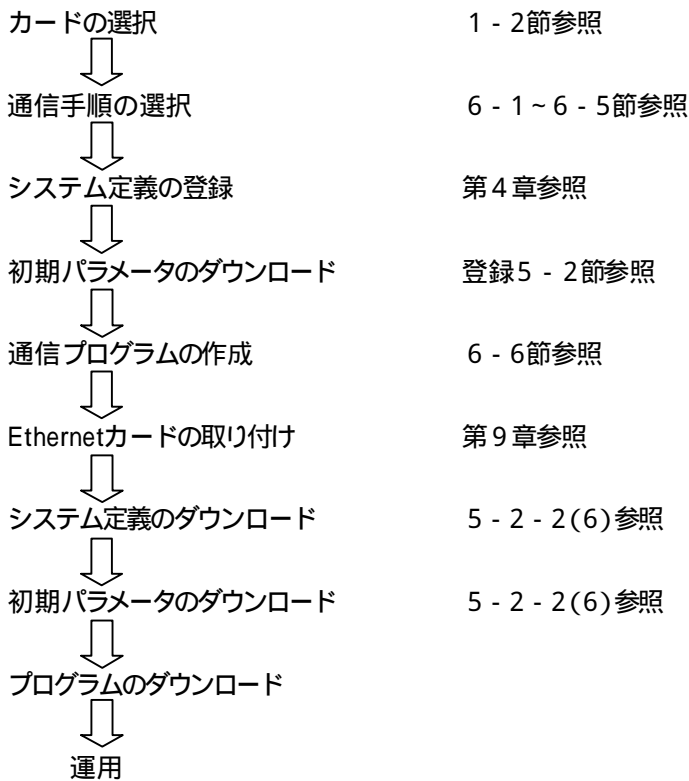 カードの選択 1 - 2節参照
通信手順の選択 6 - 1 ~ 6 - 5節参照
システム定義の登録 第4章参照
初期パラメータのダウンロード 登録5 - 2節参照
通信プログラムの作成 6 - 6節参照
Ethernetカードの取り付け 第9章参照
システム定義のダウンロード 5 - 2 - 2(6)参照
初期パラメータのダウンロード 5 - 2 - 2(6)参照
プログラムのダウンロード
運用